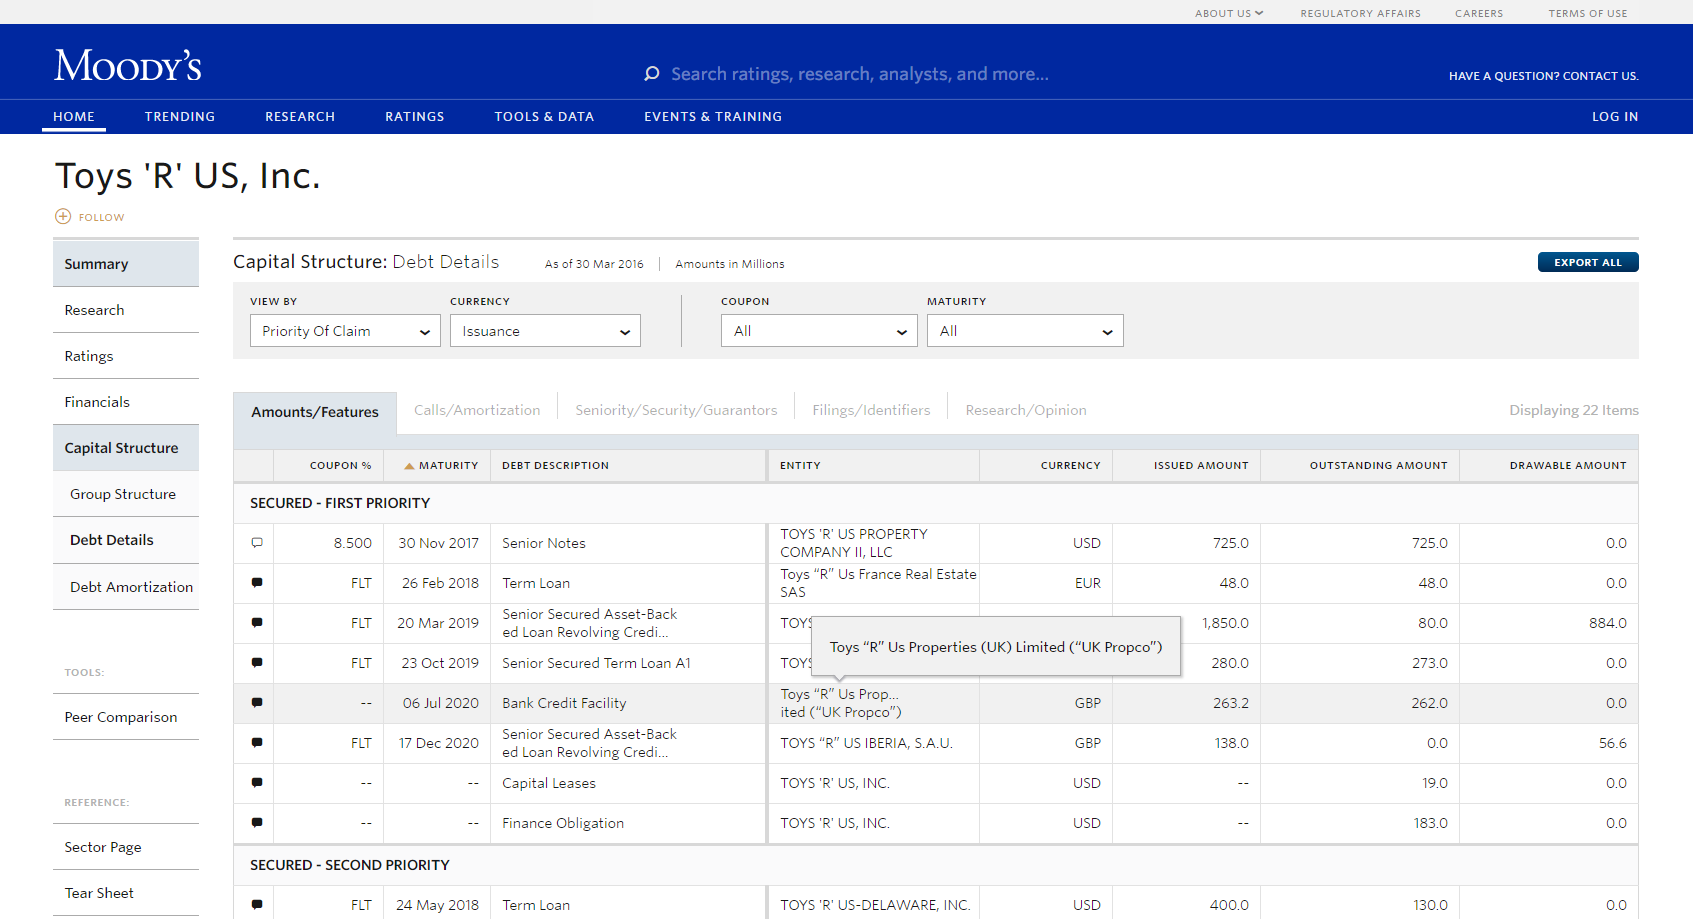 ABOUT US REGULATORY AFFAIRS CAREERS TERMS OF USE
MOODY'S
Search ratings, research, analysts, and more...
HAVE A QUESTION? CONTACT US.
HOME TRENDING RESEARCH RATINGS TOOLS & DATA EVENTS & TRAINING LOG IN
Toys 'R' US, Inc.
FOLLOW
Summary
Research
Ratings
Financials
Capital Structure
Group Structure
Debt Details
Debt Amortization
TOOLS:
Peer Comparison
REFERENCE:
Sector Page
Tear Sheet
Capital Structure: Debt Details As of 30 Mar 2016 | Amounts in Millions
EXPORT ALL
VIEW BY CURRENCY COUPON MATURITY
Priority Of Claim Issuance All All
Amounts/Features Calls/Amortization Seniority/Security/Guarantors Filings/Identifiers Research/Opinion Displaying 22 Items
COUPON % MATURITY DEBT DESCRIPTION ENTITY CURRENCY ISSUED AMOUNT OUTSTANDING AMOUNT DRAWABLE AMOUNT
SECURED - FIRST PRIORITY
8.500 30 Nov 2017 Senior Notes TOYS 'R' US PROPERTY
COMPANY II, LLC USD 725.0 725.0 0.0
FLT 26 Feb 2018 Term Loan Toys “R” Us France Real Estate
SAS EUR 48.0 48.0 0.0
FLT 20 Mar 2019 Senior Secured Asset-Back
ed Loan Revolving Credi... TOYS 1,850.0 80.0 884.0
Toys “R” Us Properties (UK) Limited (“UK Propco”)
FLT 23 Oct 2019 Senior Secured Term Loan A1 TOYS 280.0 273.0 0.0
-- 06 Jul 2020 Bank Credit Facility Toys “R” Us Prop...
ited (“UK Propco”) GBP 263.2 262.0 0.0
FLT 17 Dec 2020 Senior Secured Asset-Back
ed Loan Revolving Credi... TOYS “R” US IBERIA, S.A.U. GBP 138.0 0.0 56.6
-- -- Capital Leases TOYS 'R' US, INC. USD -- 19.0 0.0
-- -- Finance Obligation TOYS 'R' US, INC. USD -- 183.0 0.0
SECURED - SECOND PRIORITY
FLT 24 May 2018 Term Loan TOYS 'R' US-DELAWARE, INC. USD 400.0 130.0 0.0